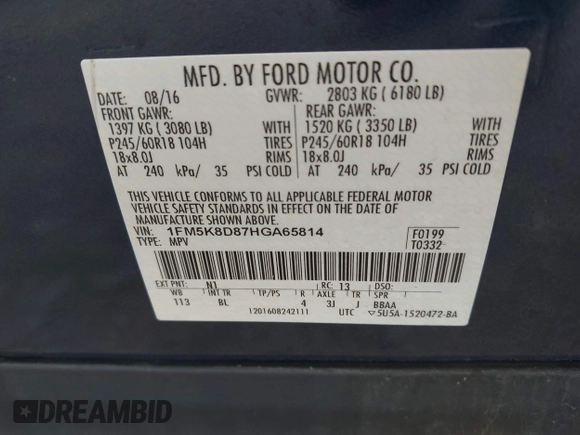 MFD. BY FORD MOTOR CO.
DATE: 08/16 GVWR: 2803 KG ( 6180 LB)
FRONT GAWR: REAR GAWR:
1397 KG ( 3080 LB) 1520 KG ( 3350 LB)
P245/60R18 104H TIRES P245/60R18 104H TIRES
18x8.0J RIMS 18x8.0J RIMS
AT 240 kPa/ 35 PSI COLD AT 240 kPa/ 35 PSI COLD
THIS VEHICLE CONFORMS TO ALL APPLICABLE FEDERAL MOTOR
VEHICLE SAFETY STANDARDS IN EFFECT ON THE DATE OF
MANUFACTURE SHOWN ABOVE.
VIN: 1FM5K8D87HGA65814 F0199
TYPE: MPV T0332
EXT PNT: N1 RC: 13 DSO:
WB INT TR TP/PS R AXLE TR SPR
113 BL 4 3J J BBAA
1201608242111 UTC ▽5U5A-1520472-BA
DREAMBID